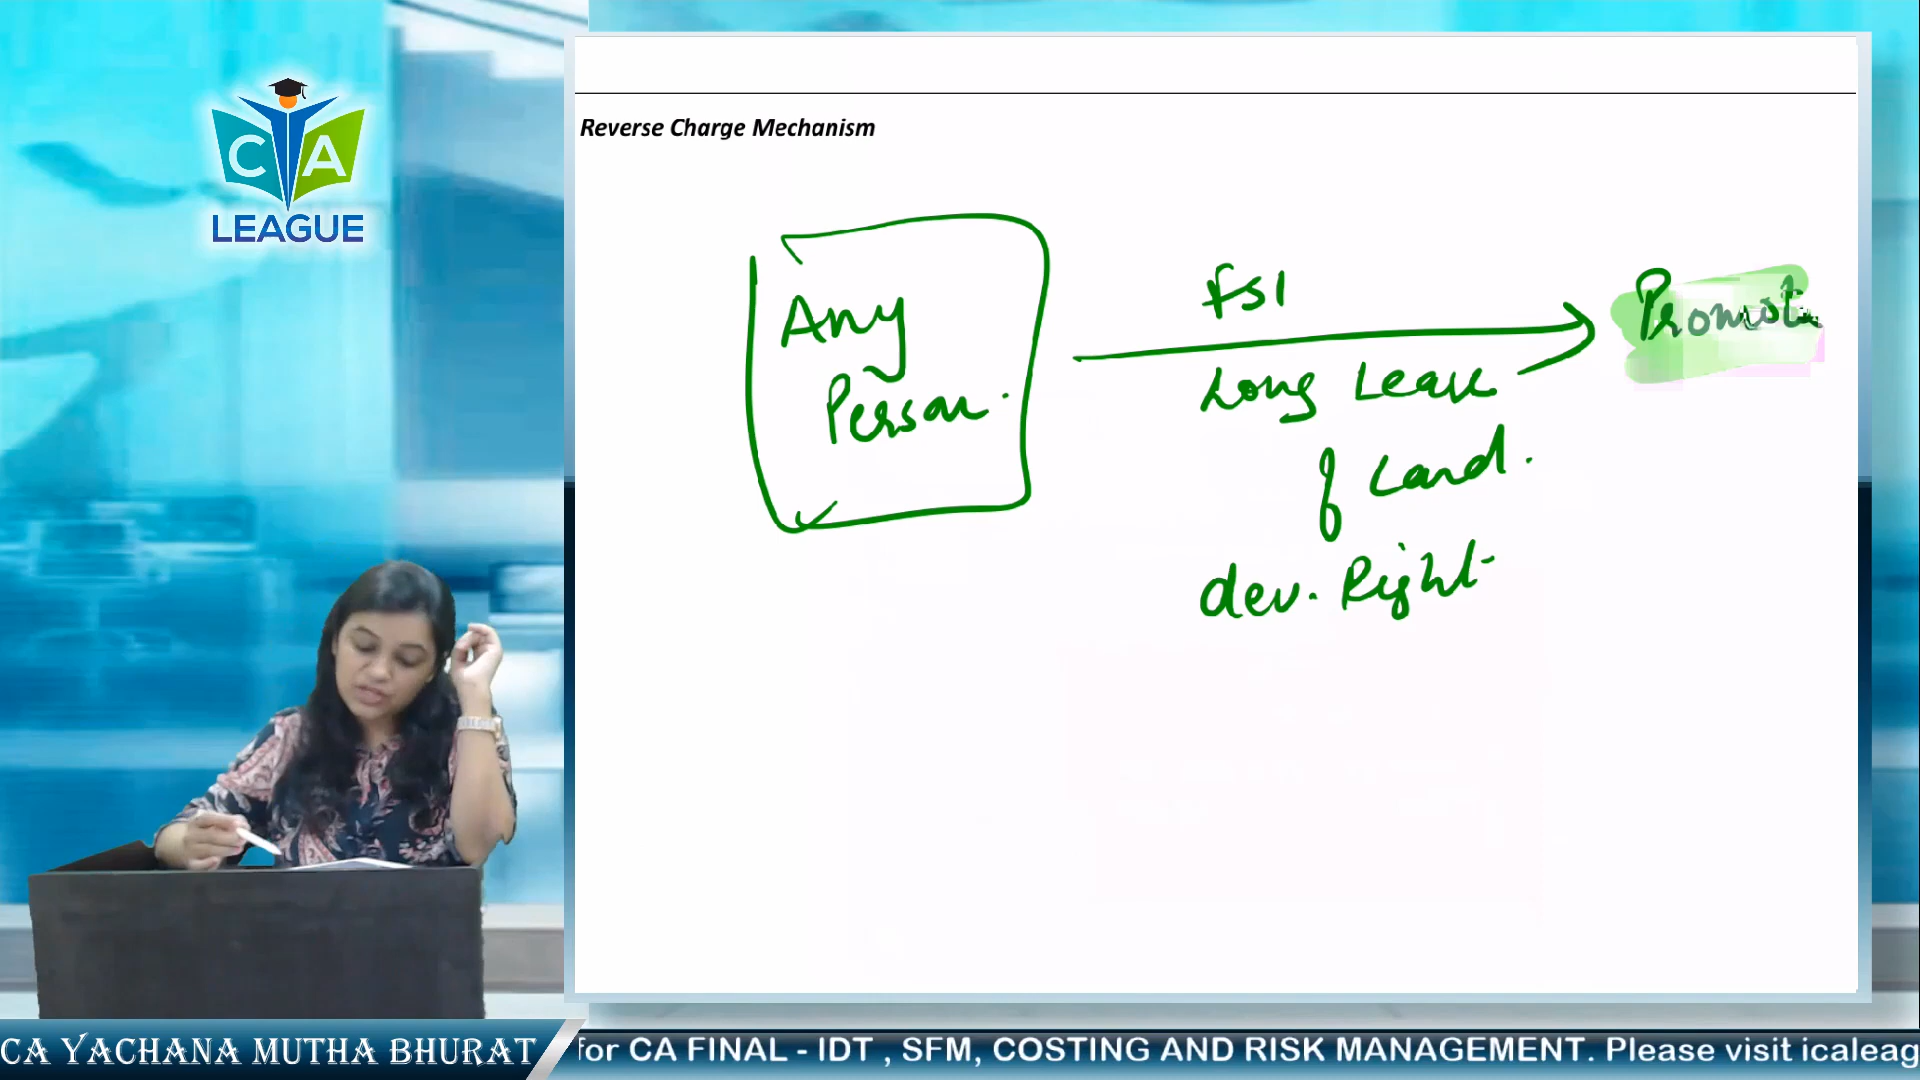 CA
LEAGUE
Reverse Charge Mechanism
Any
Person.
FSI
Long Lease
of Land.
dev. Right
CA YACHANA MUTHA BHURAT
for CA FINAL - IDT , SFM, COSTING AND RISK MANAGEMENT. Please visit icaleag